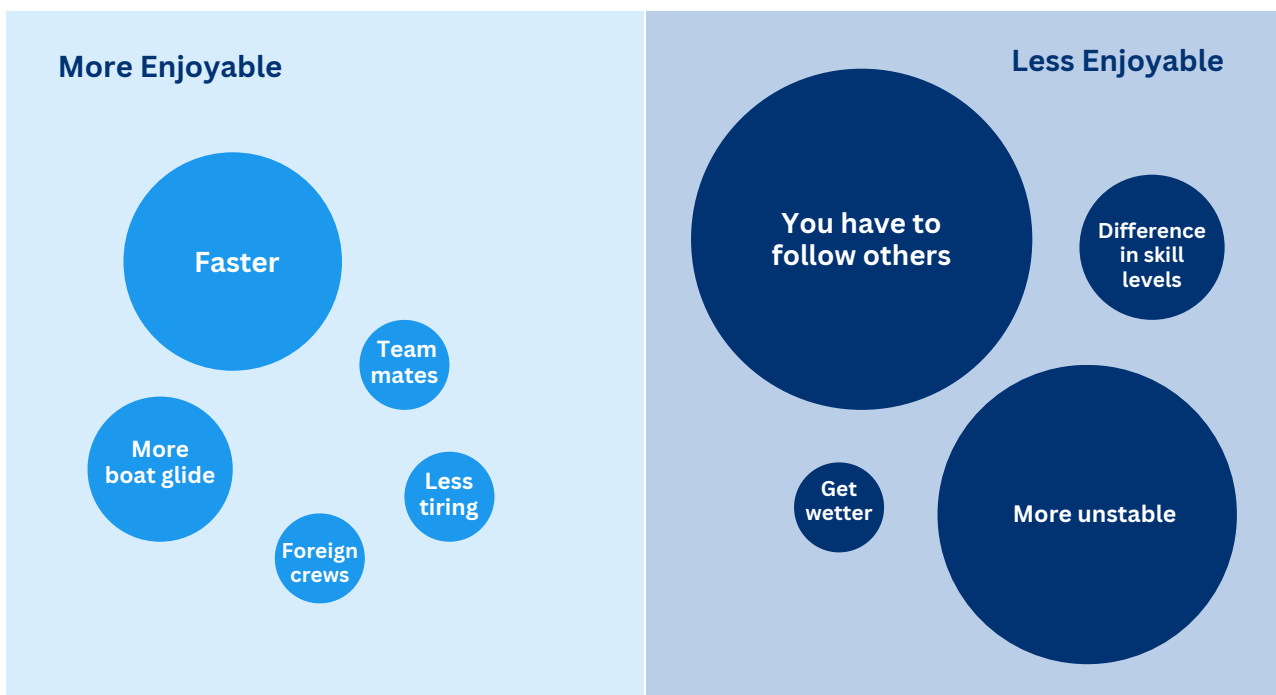 More Enjoyable
Faster
Team
mates
More
boat glide
Less
tiring
Foreign
crews
Less Enjoyable
You have to
follow others
Difference
in skill
levels
Get
wetter
More unstable